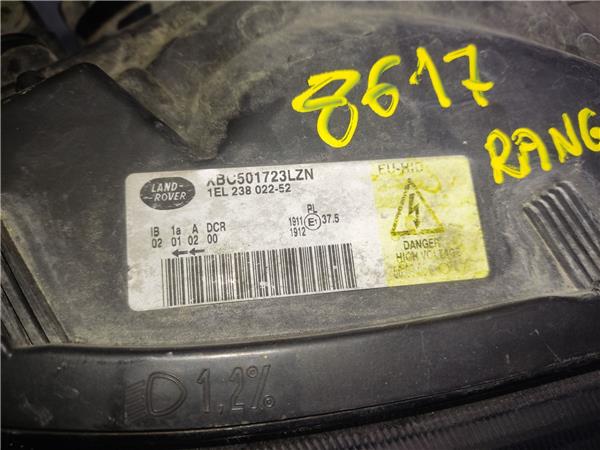 8617
RANG
XBC501723LZN
1EL 238 022-52
LAND-
ROVER
EU-HID
PL
IB 1a A DCR
02 01 02 00
1911 E1 37.5
1912
DANGER
HIGH VOLTAGE
1,2%